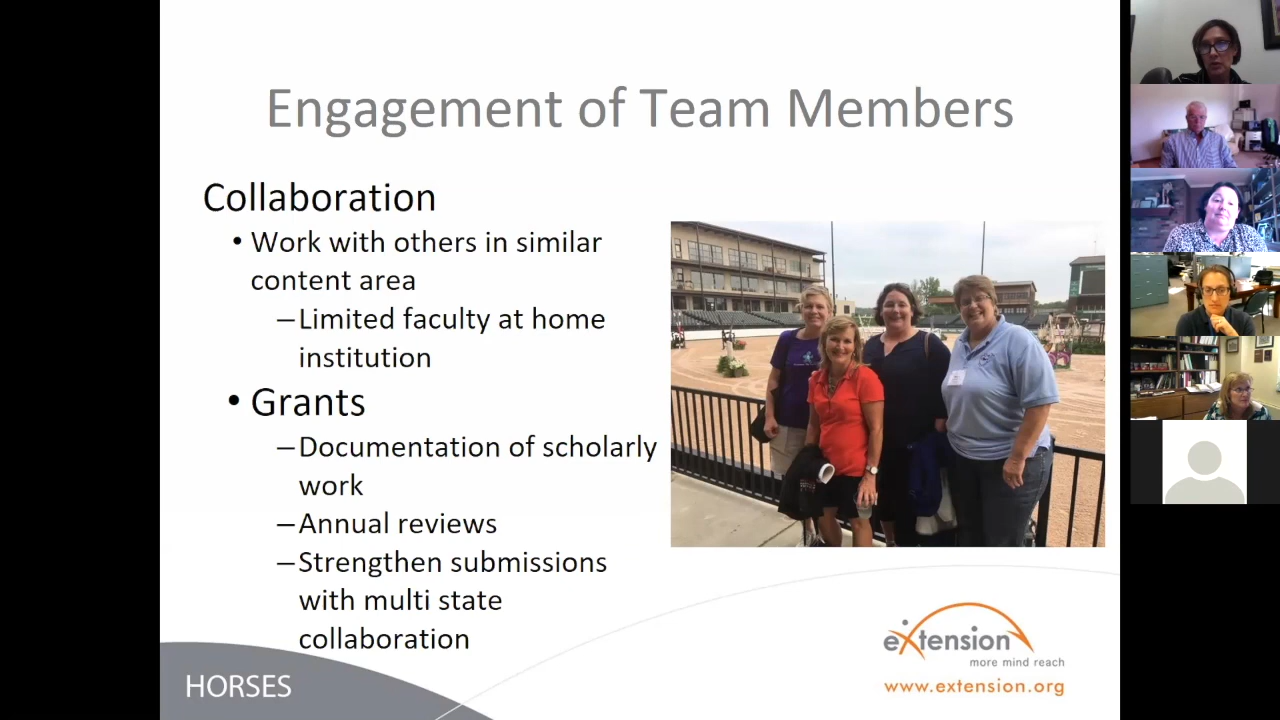 Engagement of Team Members
Collaboration
• Work with others in similar
content area
–Limited faculty at home
institution
• Grants
–Documentation of scholarly
work
–Annual reviews
–Strengthen submissions
with multi state
collaboration
HORSES
eXtension
more mind reach
www.extension.org